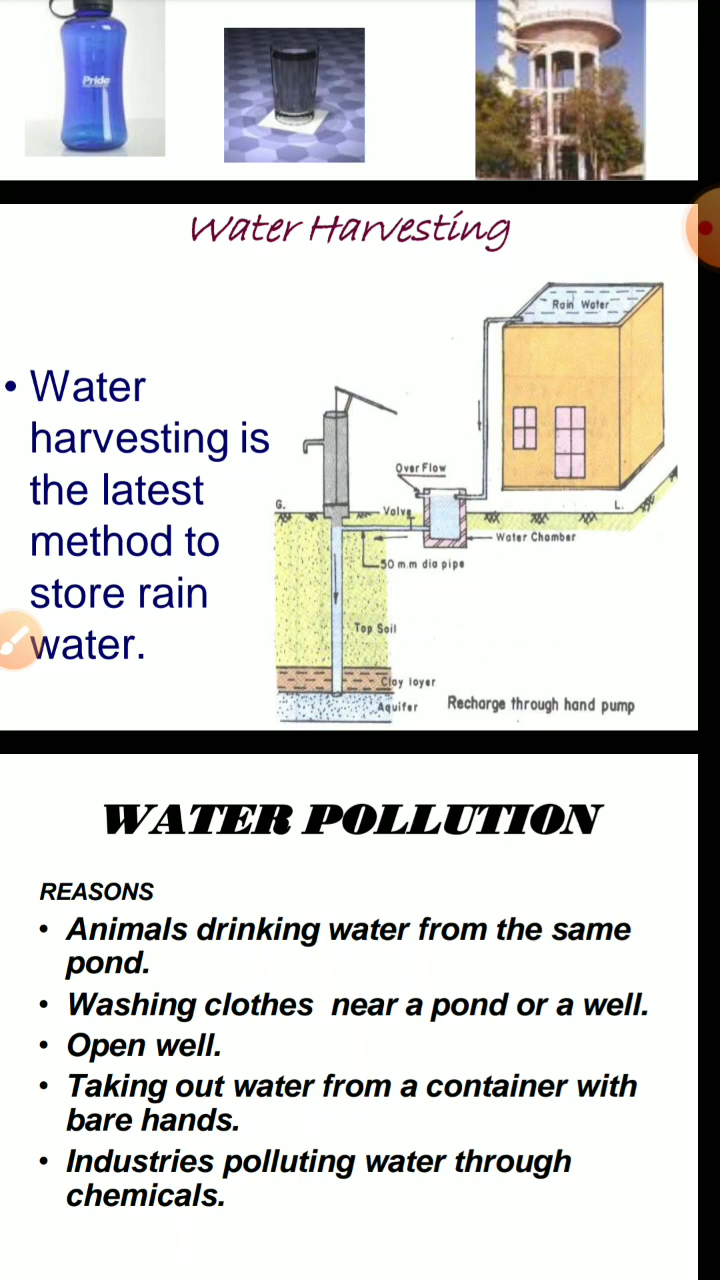 Pride
Water Harvesting
Rain Water
• Water
harvesting is
the latest
method to
store rain
water.
Over Flow
G.
Valve
L.
Water Chamber
50 m.m dia pipe
Top Soil
Clay layer
Aquifer
Recharge through hand pump
WATER POLLUTION
REASONS
• Animals drinking water from the same
pond.
• Washing clothes near a pond or a well.
• Open well.
• Taking out water from a container with
bare hands.
• Industries polluting water through
chemicals.